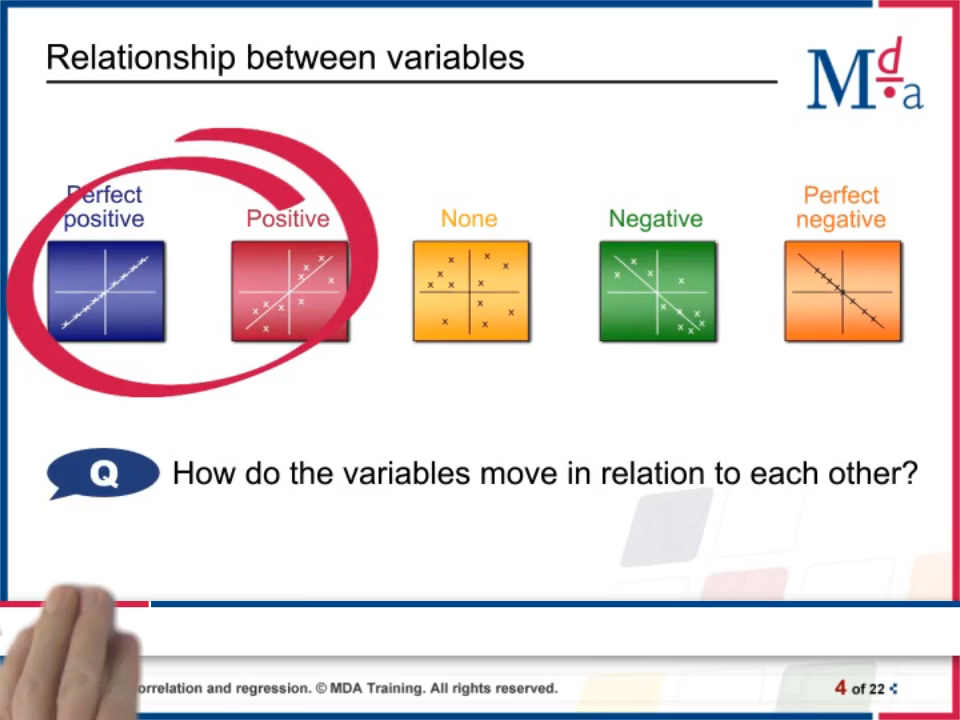 Relationship between variables
Mda
Perfect
positive
Positive
None
Negative
Perfect
negative
Q How do the variables move in relation to each other?
orrelation and regression. © MDA Training. All rights reserved.
4 of 22